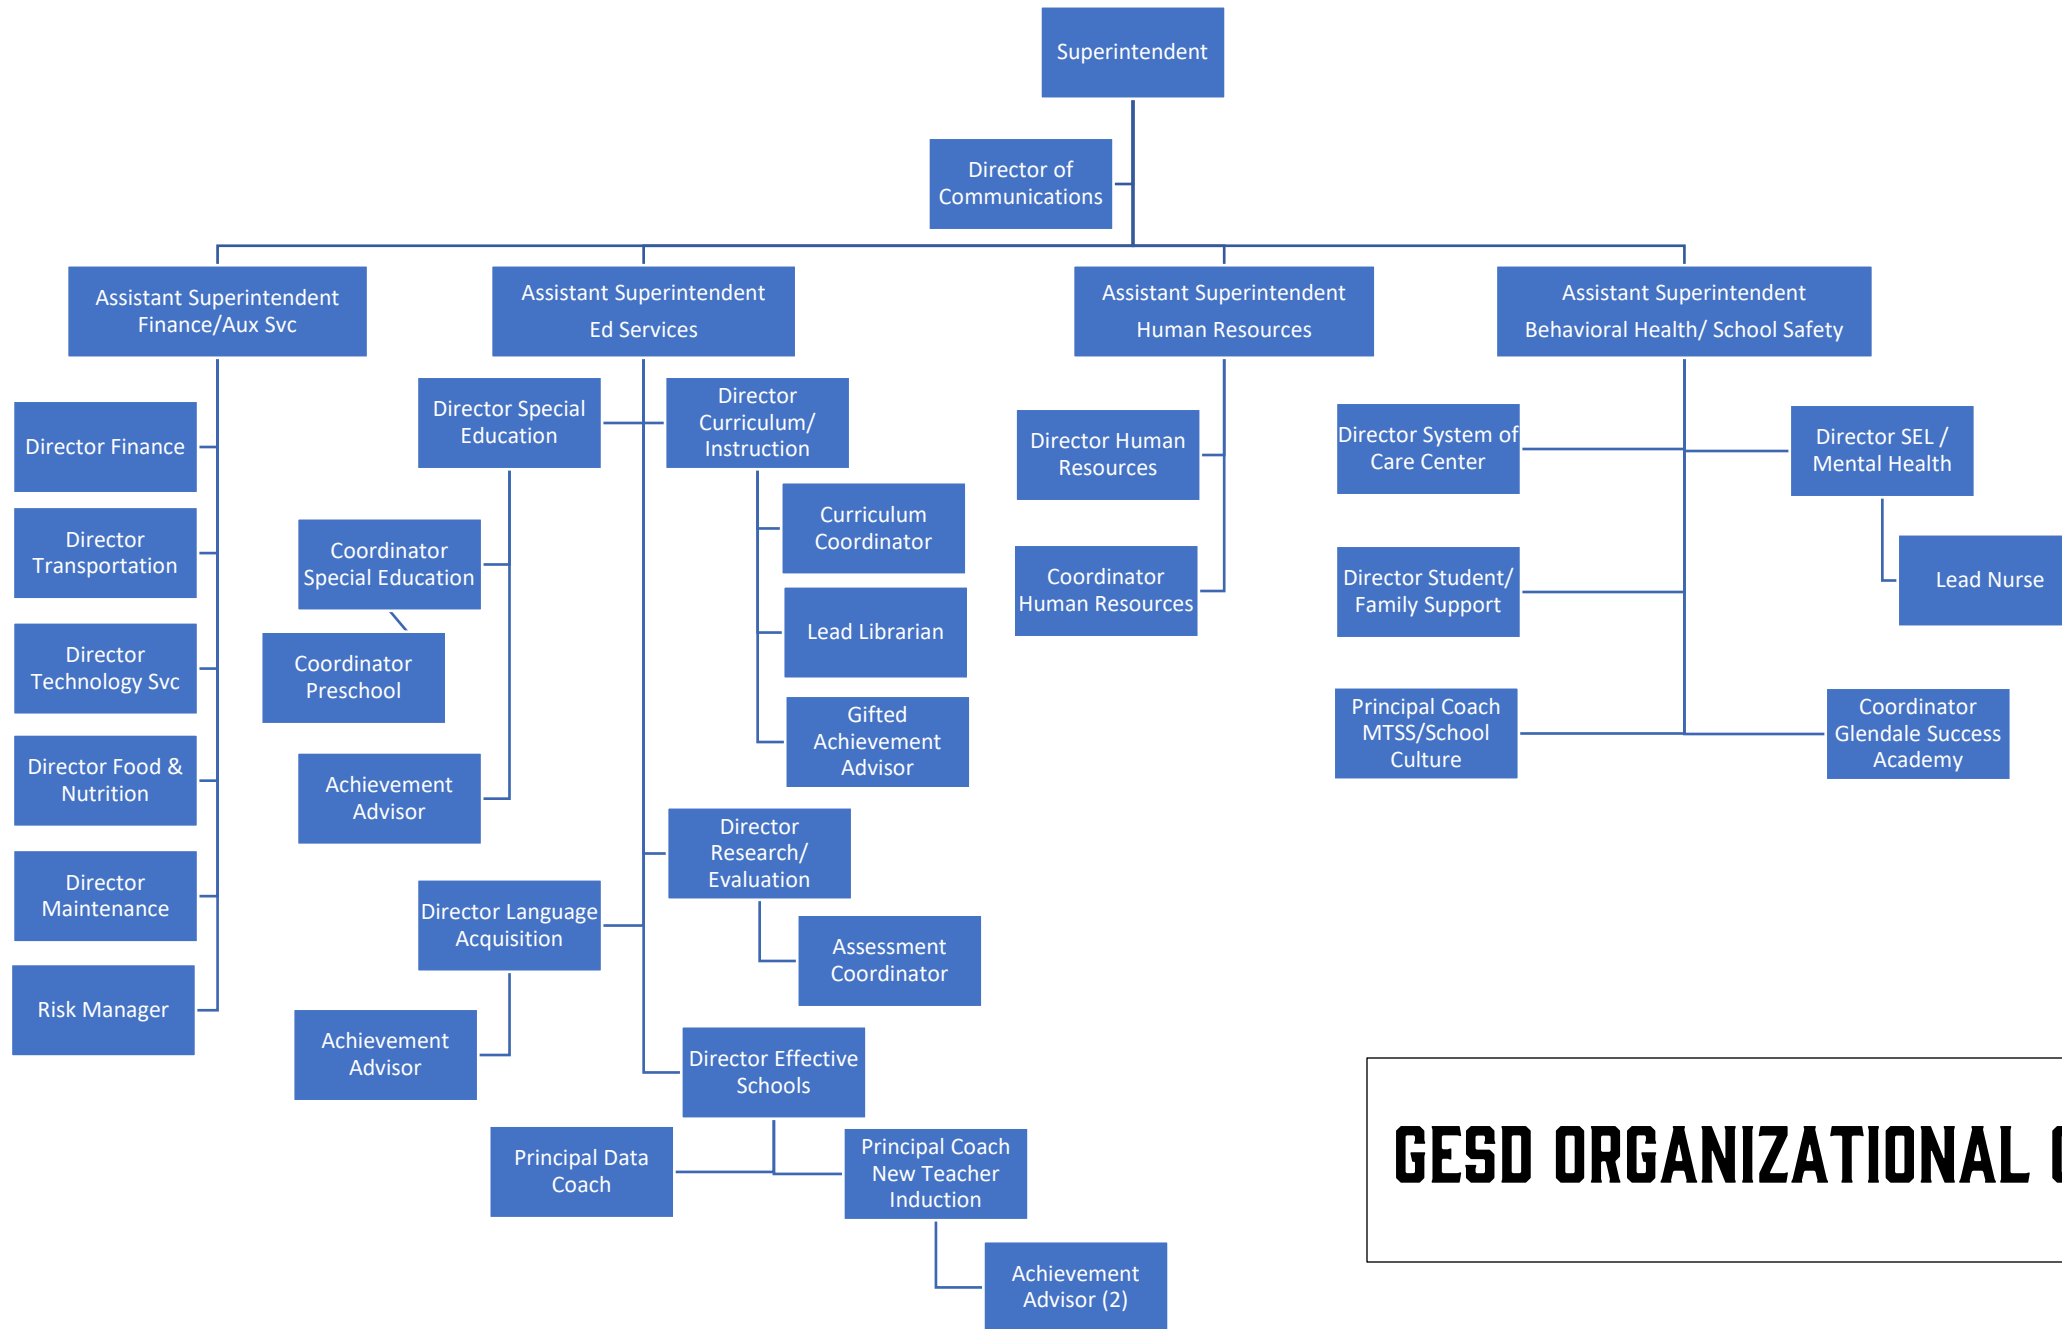 Superintendent
Director of
Communications
Assistant Superintendent
Finance/Aux Svc
Assistant Superintendent
Ed Services
Assistant Superintendent
Human Resources
Assistant Superintendent
Behavioral Health/ School Safety
Director Finance
Director
Transportation
Director
Technology Svc
Director Food &
Nutrition
Director
Maintenance
Risk Manager
Director Special
Education
Coordinator
Special Education
Coordinator
Preschool
Achievement
Advisor
Director
Curriculum/
Instruction
Curriculum
Coordinator
Lead Librarian
Gifted
Achievement
Advisor
Director
Research/
Evaluation
Assessment
Coordinator
Director Language
Acquisition
Achievement
Advisor
Director Effective
Schools
Principal Data
Coach
Principal Coach
New Teacher
Induction
Achievement
Advisor (2)
Director Human
Resources
Coordinator
Human Resources
Director System of
Care Center
Director SEL /
Mental Health
Lead Nurse
Director Student/
Family Support
Principal Coach
MTSS/School
Culture
Coordinator
Glendale Success
Academy
GESD ORGANIZATIONAL